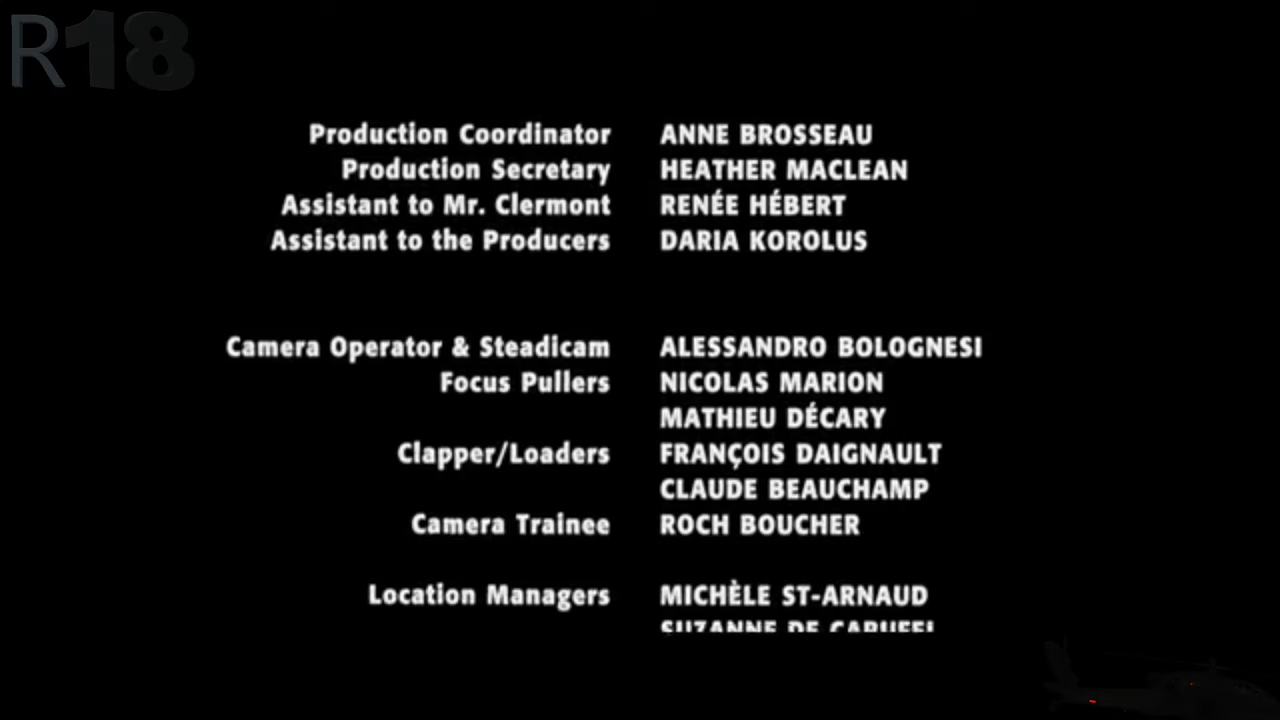 R18
Production Coordinator ANNE BROSSEAU
Production Secretary HEATHER MACLEAN
Assistant to Mr. Clermont RENÉE HÉBERT
Assistant to the Producers DARIA KOROLUS
Camera Operator & Steadicam ALESSANDRO BOLOGNESI
Focus Pullers NICOLAS MARION
MATHIEU DÉCARY
Clapper/Loaders FRANÇOIS DAIGNAULT
CLAUDE BEAUCHAMP
Camera Trainee ROCH BOUCHER
Location Managers MICHÈLE ST-ARNAUD
SUZANNE DE